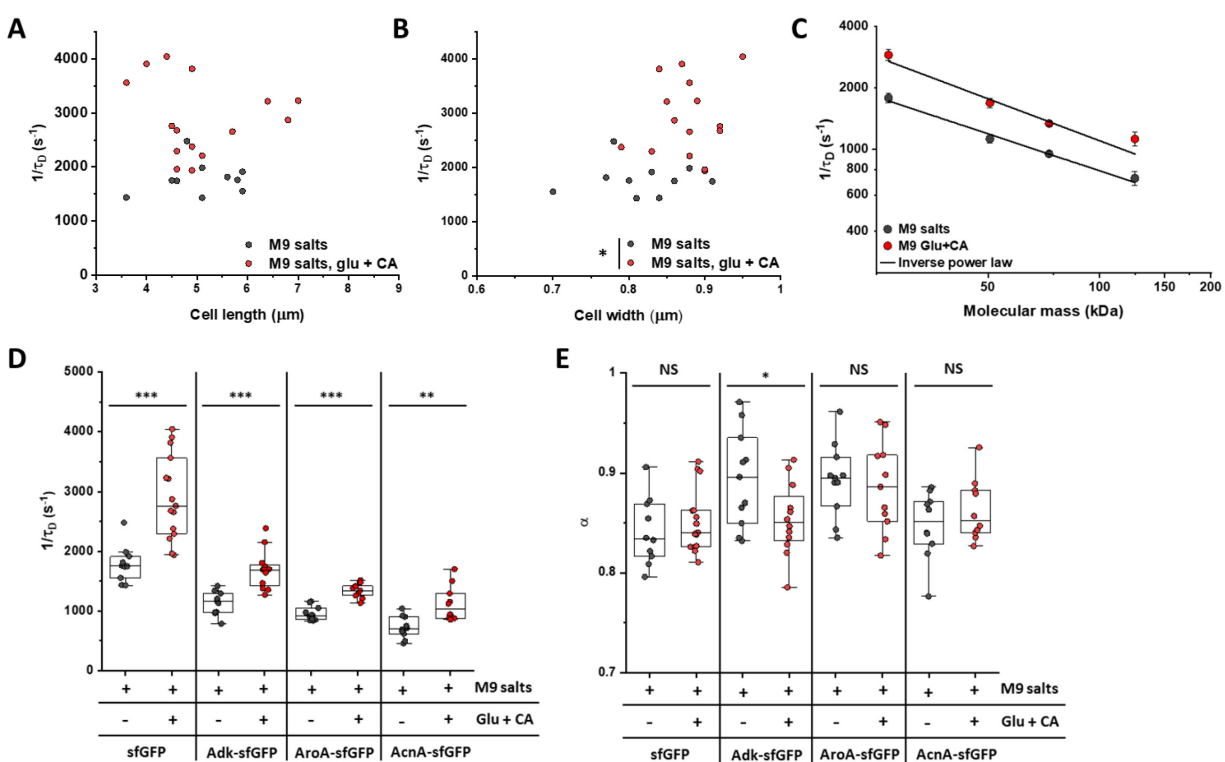 A
4000
3000
2000
1000
0
1/τD (s-1)
3 4 5 6 7 8 9
Cell length (μm)
M9 salts
M9 salts, glu + CA
B
4000
3000
2000
1000
0
1/τD (s-1)
0.6 0.7 0.8 0.9 1
Cell width (μm)
*
M9 salts
M9 salts, glu + CA
C
4000
2000
1000
800
600
400
1/τD (s-1)
50 100 150 200
Molecular mass (kDa)
M9 salts
M9 Glu+CA
Inverse power law
D
5000
4000
3000
2000
1000
0
1/τD (s-1)
*** *** *** **
+ + + + + + + + M9 salts
- + - + - + - + Glu + CA
sfGFP Adk-sfGFP AroA-sfGFP AcnA-sfGFP
E
1
0.9
0.8
0.7
α
NS * NS NS
+ + + + + + + + M9 salts
- + - + - + - + Glu + CA
sfGFP Adk-sfGFP AroA-sfGFP AcnA-sfGFP